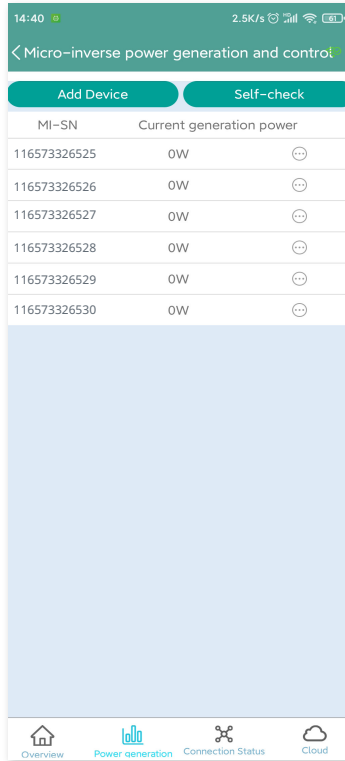 14:40 2.5K/s HD 61
Micro-inverse power generation and control
Add Device Self-check
MI-SN Current generation power
116573326525 0W
116573326526 0W
116573326527 0W
116573326528 0W
116573326529 0W
116573326530 0W
Overview Power generation Connection Status Cloud